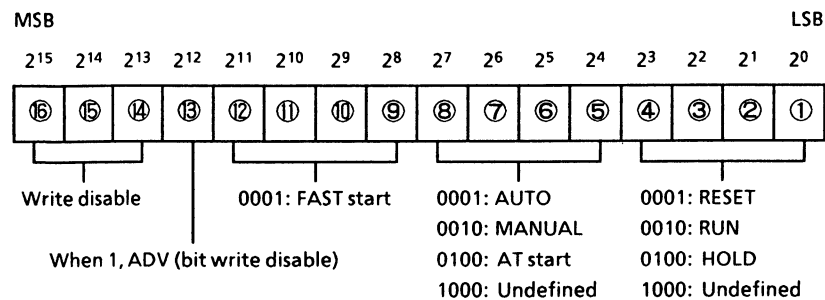 MSB LSB
2¹⁵ 2¹⁴ 2¹³ 2¹² 2¹¹ 2¹⁰ 2⁹ 2⁸ 2⁷ 2⁶ 2⁵ 2⁴ 2³ 2² 2¹ 2⁰
⑯ ⑮ ⑭ ⑬ ⑫ ⑪ ⑩ ⑨ ⑧ ⑦ ⑥ ⑤ ④ ③ ② ①
Write disable 0001: FAST start 0001: AUTO 0001: RESET
0010: MANUAL 0010: RUN
When 1, ADV (bit write disable) 0100: AT start 0100: HOLD
1000: Undefined 1000: Undefined